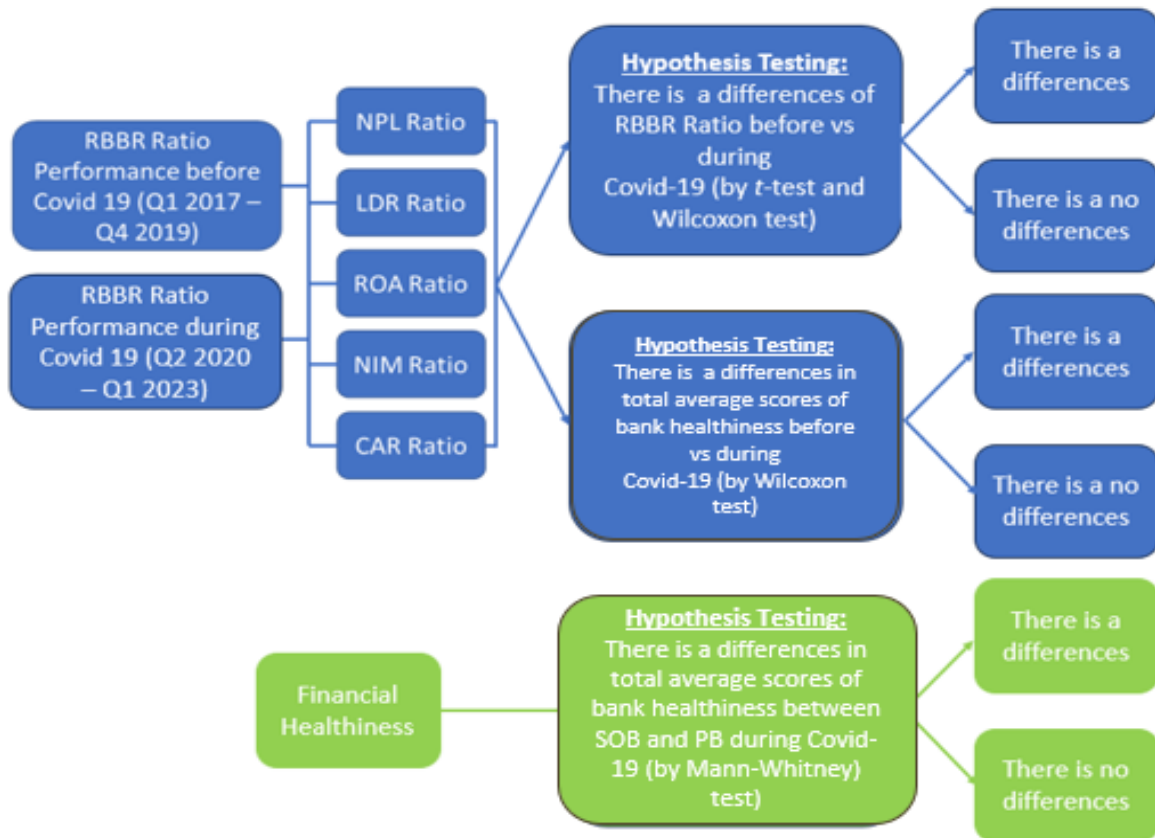 RBBR Ratio
Performance before
Covid 19 (Q1 2017 –
Q4 2019)
RBBR Ratio
Performance during
Covid 19 (Q2 2020
– Q1 2023)
NPL Ratio
LDR Ratio
ROA Ratio
NIM Ratio
CAR Ratio
Hypothesis Testing:
There is a differences of
RBBR Ratio before vs
during
Covid-19 (by t-test and
Wilcoxon test)
There is a
differences
There is a no
differences
Hypothesis Testing:
There is a differences in
total average scores of
bank healthiness before
vs during
Covid-19 (by Wilcoxon
test)
There is a
differences
There is a no
differences
Financial
Healthiness
Hypothesis Testing:
There is a differences in
total average scores of
bank healthiness between
SOB and PB during Covid-
19 (by Mann-Whitney)
test)
There is a
differences
There is no
differences